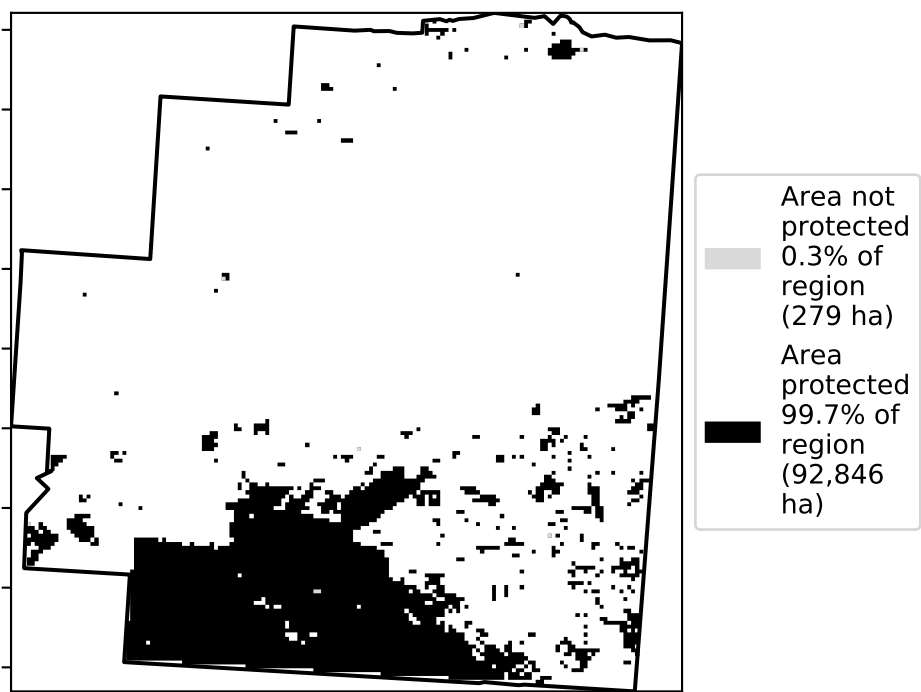 Area not
protected
0.3% of
region
(279 ha)
Area
protected
99.7% of
region
(92,846
ha)